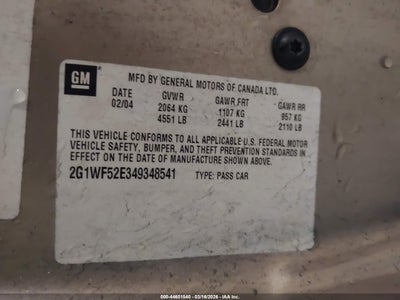 GM
MFD BY GENERAL MOTORS OF CANADA LTD.
DATE GVWR GAWR FRT GAWR RR
02/04 2064 KG 1107 KG 957 KG
4551 LB 2441 LB 2110 LB
THIS VEHICLE CONFORMS TO ALL APPLICABLE U.S. FEDERAL MOTOR
VEHICLE SAFETY, BUMPER, AND THEFT PREVENTION STANDARDS IN
EFFECT ON THE DATE OF MANUFACTURE SHOWN ABOVE.
2G1WF52E349348541 TYPE: PASS CAR
000-44601040 - 03/16/2026 - IAA Inc.